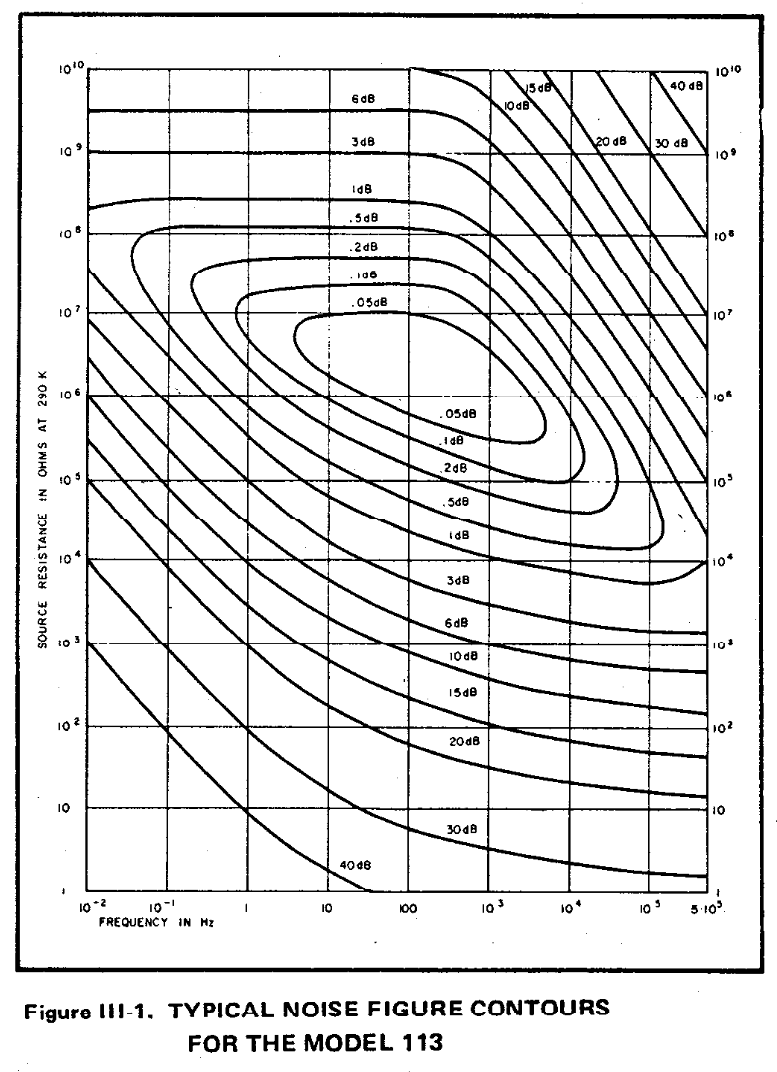 10¹⁰
10⁹
10⁸
10⁷
10⁶
10⁵
10⁴
10³
10²
10
1
SOURCE RESISTANCE IN OHMS AT 290 K
6dB
3dB
1dB
.5dB
.2dB
.1dB
.05dB
15dB
10dB
40dB
20dB
30 dB
.05dB
.1dB
.2dB
.5dB
1dB
3dB
6dB
10dB
15dB
20dB
30dB
40dB
10¹⁰
10⁹
10⁸
10⁷
10⁶
10⁵
10⁴
10³
10²
10
1
10⁻² 10⁻¹ 1 10 100 10³ 10⁴ 10⁵ 5·10⁵
FREQUENCY IN Hz
Figure III-1. TYPICAL NOISE FIGURE CONTOURS
FOR THE MODEL 113